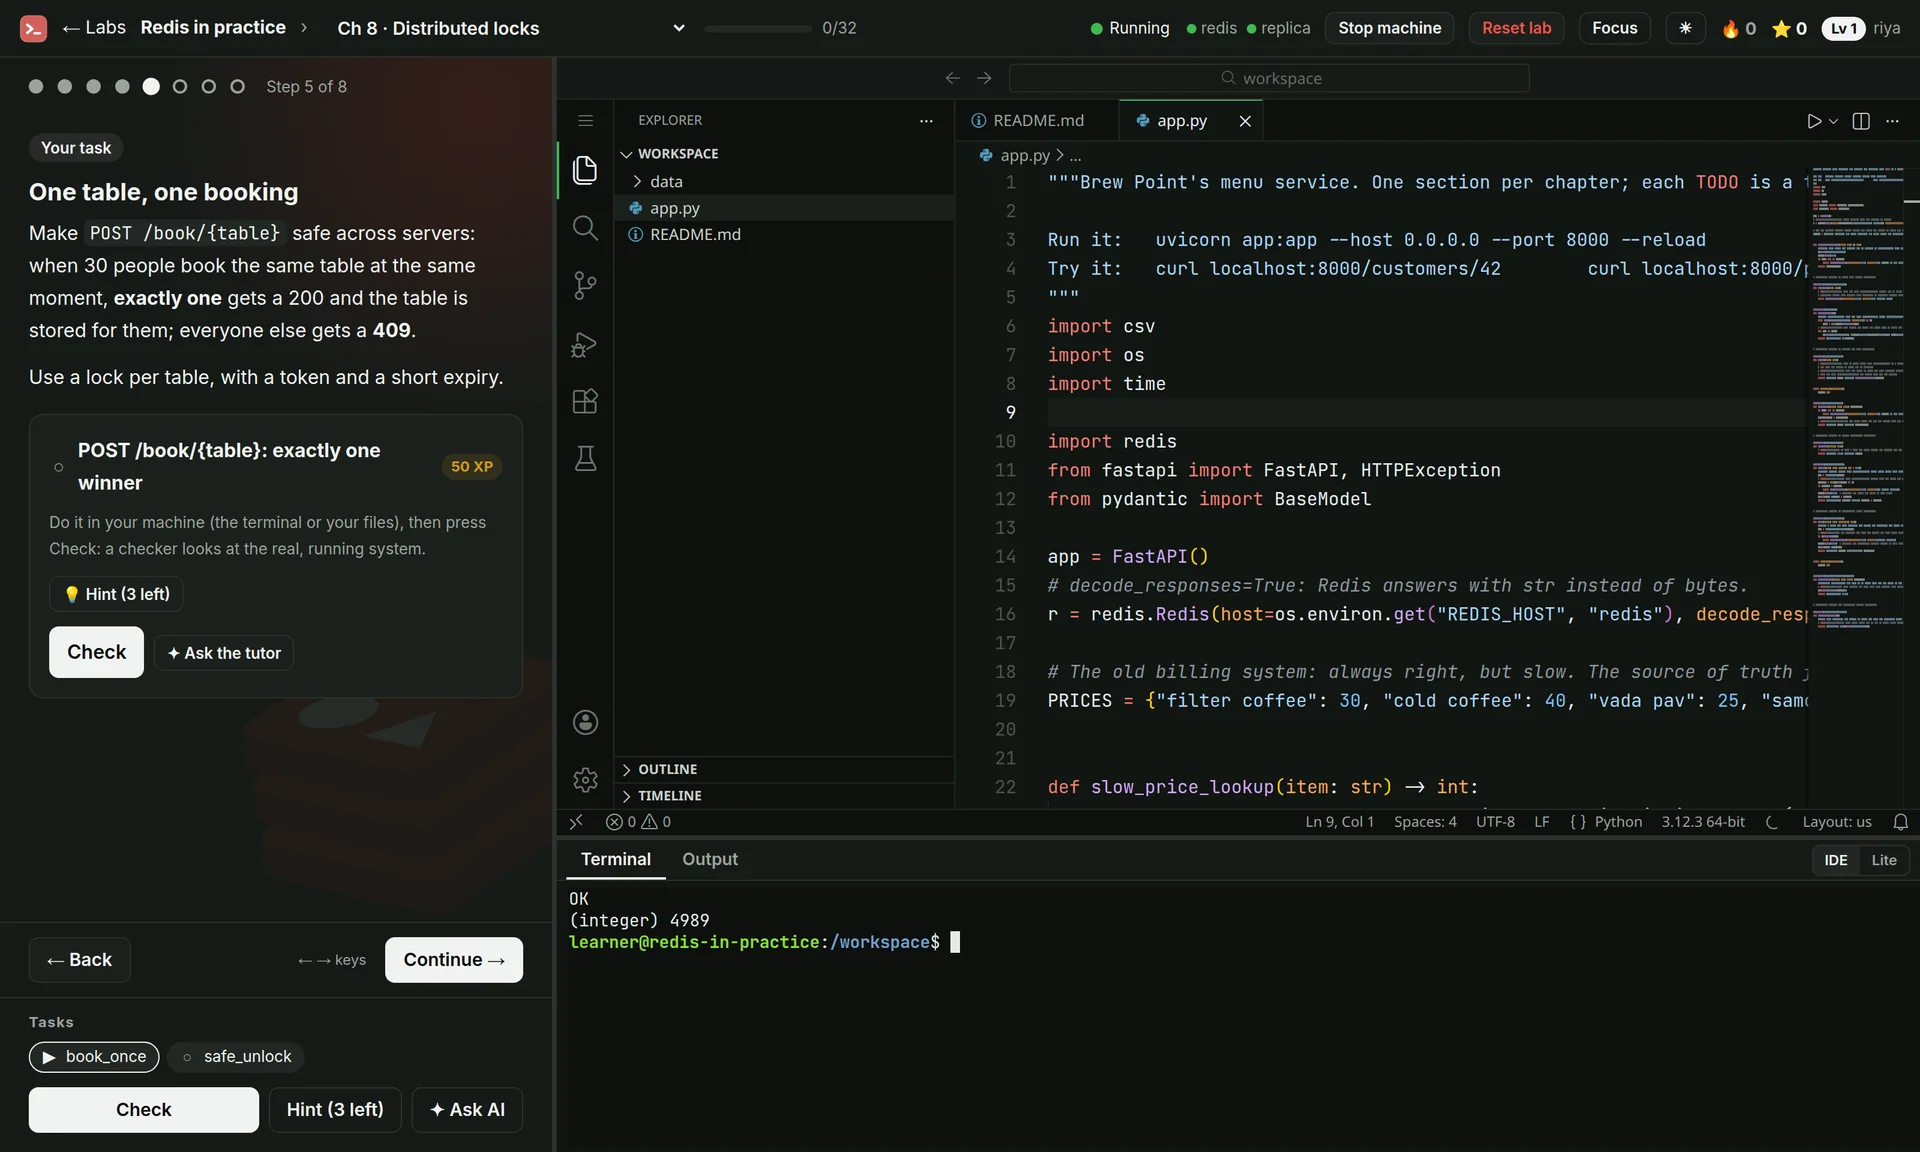 ← Labs Redis in practice › Ch 8 · Distributed locks 0/32 Running redis replica Stop machine Reset lab Focus 0 0 Lv 1 riya
Step 5 of 8
Your task
One table, one booking
Make POST /book/{table} safe across servers:
when 30 people book the same table at the same
moment, exactly one gets a 200 and the table is
stored for them; everyone else gets a 409.
Use a lock per table, with a token and a short expiry.
POST /book/{table}: exactly one
winner
50 XP
Do it in your machine (the terminal or your files), then press
Check: a checker looks at the real, running system.
Hint (3 left)
Check
✦ Ask the tutor
← Back
← → keys
Continue →
Tasks
▶ book_once
○ safe_unlock
Check
Hint (3 left)
✦ Ask AI
← → workspace
EXPLORER ...
WORKSPACE
data
app.py
README.md
OUTLINE
TIMELINE
README.md
app.py
app.py > ...
1 """Brew Point's menu service. One section per chapter; each TODO is a
2
3 Run it: uvicorn app:app --host 0.0.0.0 --port 8000 --reload
4 Try it: curl localhost:8000/customers/42 curl localhost:8000/
5 """
6 import csv
7 import os
8 import time
9
10 import redis
11 from fastapi import FastAPI, HTTPException
12 from pydantic import BaseModel
13
14 app = FastAPI()
15 # decode_responses=True: Redis answers with str instead of bytes.
16 r = redis.Redis(host=os.environ.get("REDIS_HOST", "redis"), decode_resp
17
18 # The old billing system: always right, but slow. The source of truth
19 PRICES = {"filter coffee": 30, "cold coffee": 40, "vada pav": 25, "samo
20
21
22 def slow_price_lookup(item: str) -> int:
0 0 Ln 9, Col 1 Spaces: 4 UTF-8 LF { } Python 3.12.3 64-bit Layout: us
Terminal Output IDE Lite
OK
(integer) 4989
learner@redis-in-practice:/workspace$